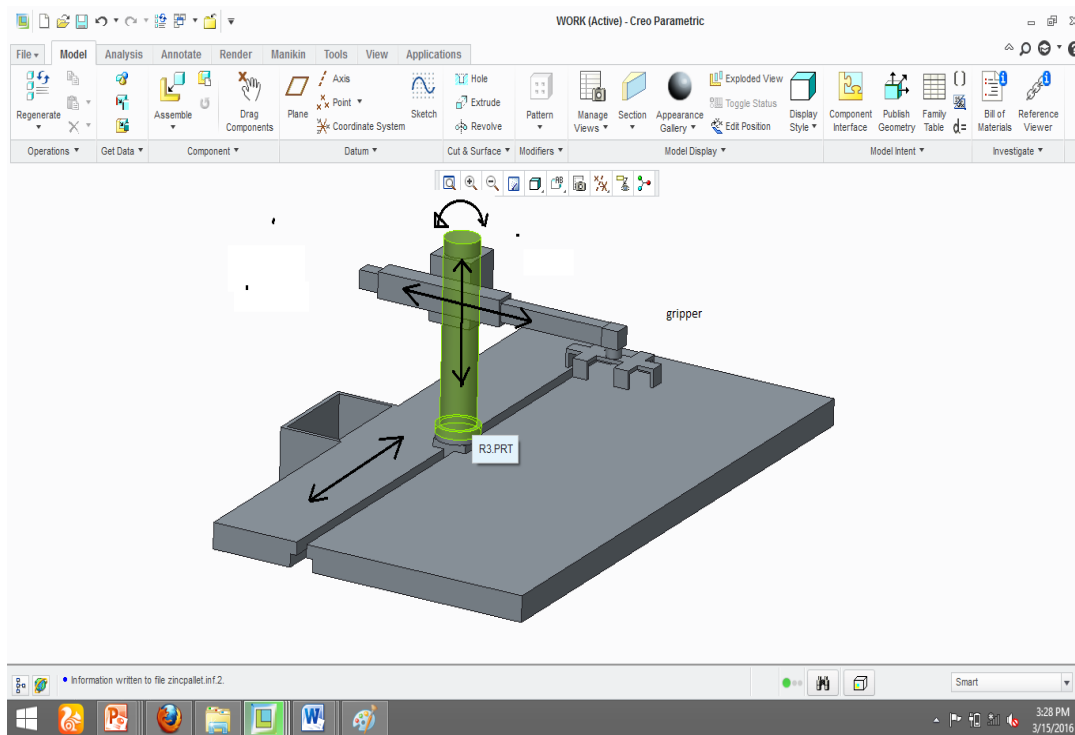 WORK (Active) - Creo Parametric
File Model Analysis Annotate Render Manikin Tools View Applications
Regenerate
Assemble
Drag Components
Plane
Axis
Point
Coordinate System
Sketch
Hole
Extrude
Revolve
Pattern
Manage Views
Section
Appearance Gallery
Exploded View
Toggle Status
Edit Position
Display Style
Component Interface
Publish Geometry
Family Table
d=
Bill of Materials
Reference Viewer
Operations Get Data Component Datum Cut & Surface Modifiers Model Display Model Intent Investigate
gripper
R3.PRT
Information written to file zincpallet.inf.2.
Smart
3:28 PM
3/15/2016